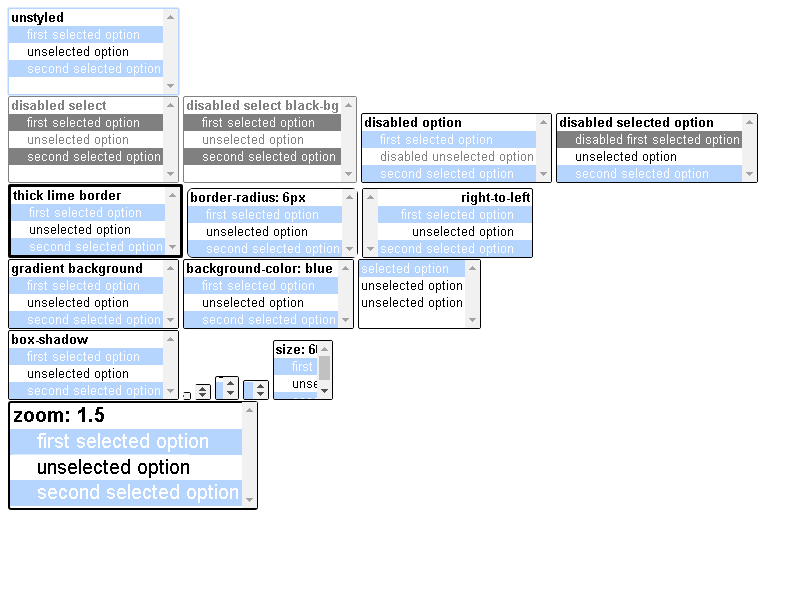 unstyled
first selected option
unselected option
second selected option
disabled select
first selected option
unselected option
second selected option
disabled select black-bg
first selected option
unselected option
second selected option
disabled option
first selected option
disabled unselected option
second selected option
disabled selected option
disabled first selected option
unselected option
second selected option
thick lime border
first selected option
unselected option
second selected option
border-radius: 6px
first selected option
unselected option
second selected option
right-to-left
first selected option
unselected option
second selected option
gradient background
first selected option
unselected option
second selected option
background-color: blue
first selected option
unselected option
second selected option
selected option
unselected option
unselected option
box-shadow
first selected option
unselected option
second selected option
size: 6
first
unse
zoom: 1.5
first selected option
unselected option
second selected option